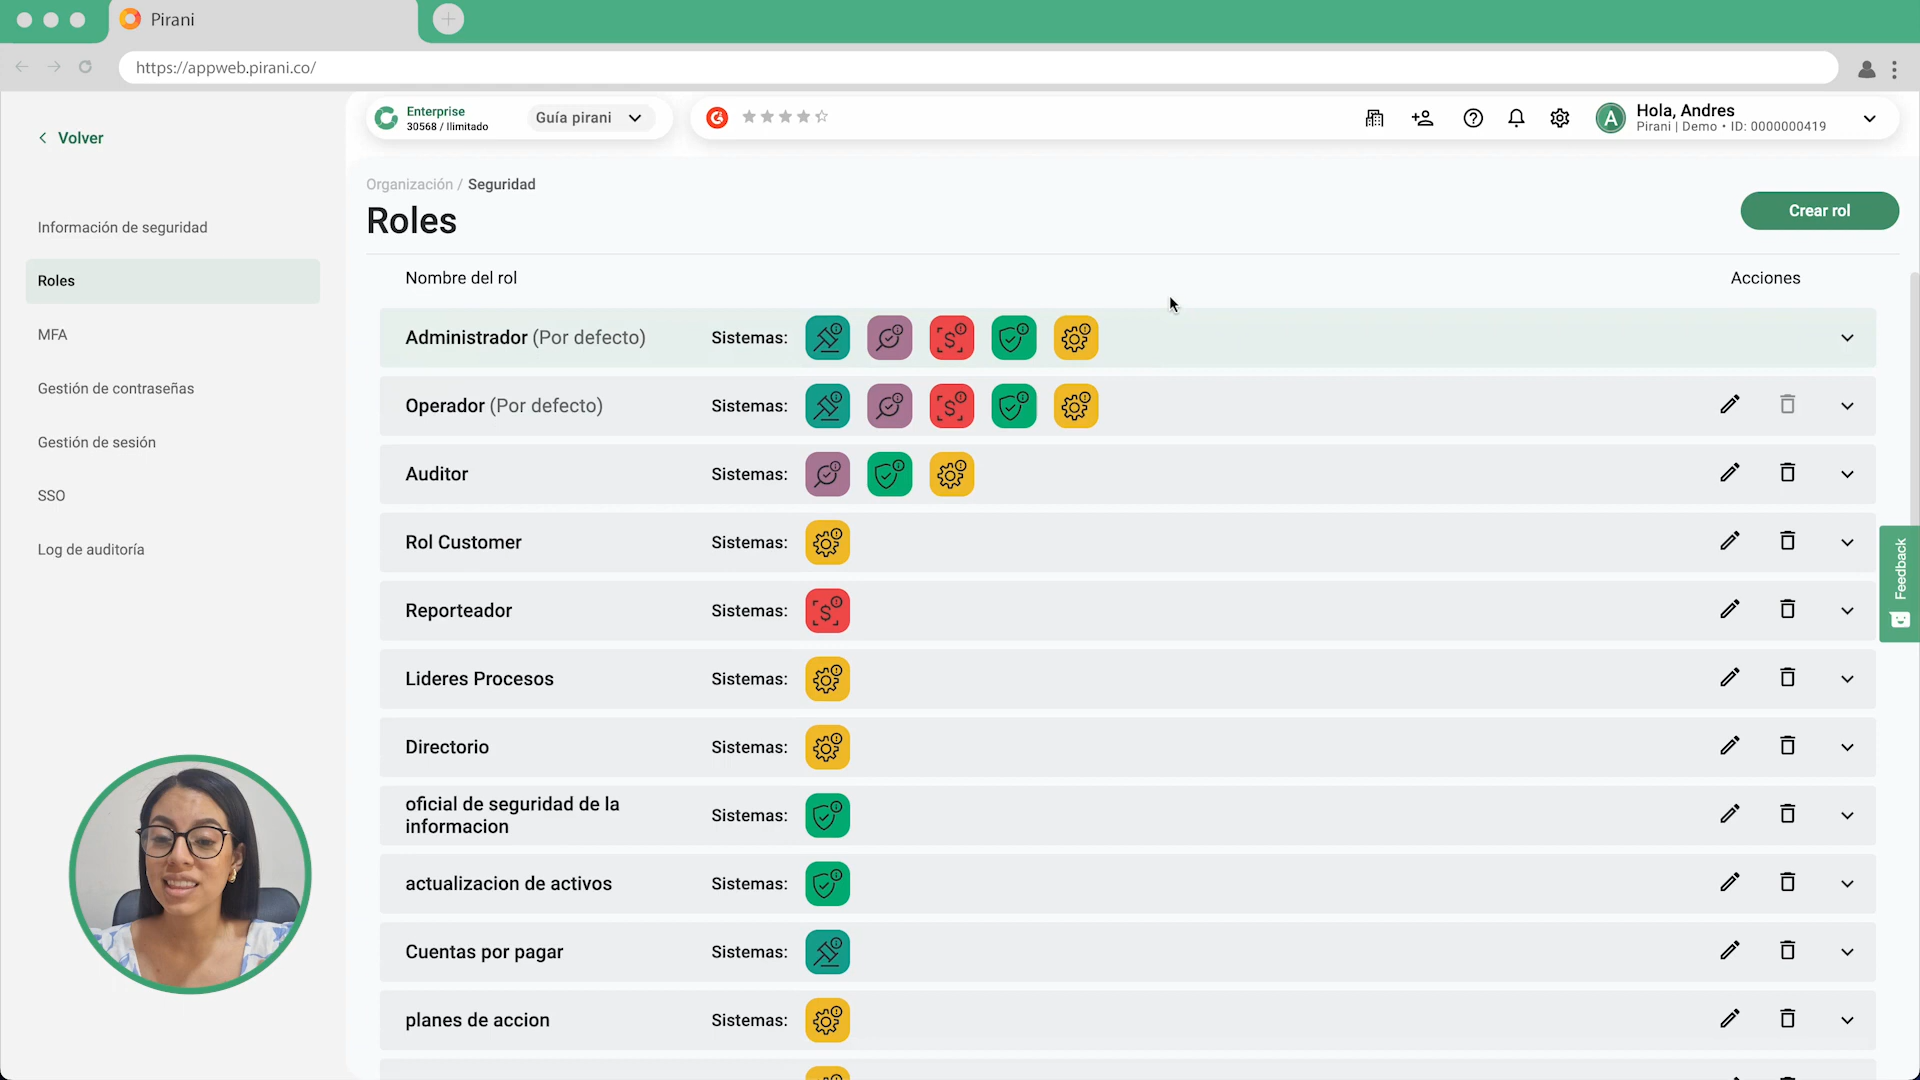 Pirani
https://appweb.pirani.co/
Volver
Enterprise
30568 / Ilimitado
Guía pirani
A
Hola, Andres
Pirani | Demo • ID: 0000000419
Organización / Seguridad
Roles
Crear rol
Información de seguridad
Roles
MFA
Gestión de contraseñas
Gestión de sesión
SSO
Log de auditoría
Nombre del rol
Acciones
Administrador (Por defecto) Sistemas:
Operador (Por defecto) Sistemas:
Auditor Sistemas:
Rol Customer Sistemas:
Reporteador Sistemas:
Lideres Procesos Sistemas:
Directorio Sistemas:
oficial de seguridad de la
informacion Sistemas:
actualizacion de activos Sistemas:
Cuentas por pagar Sistemas:
planes de accion Sistemas:
Feedback